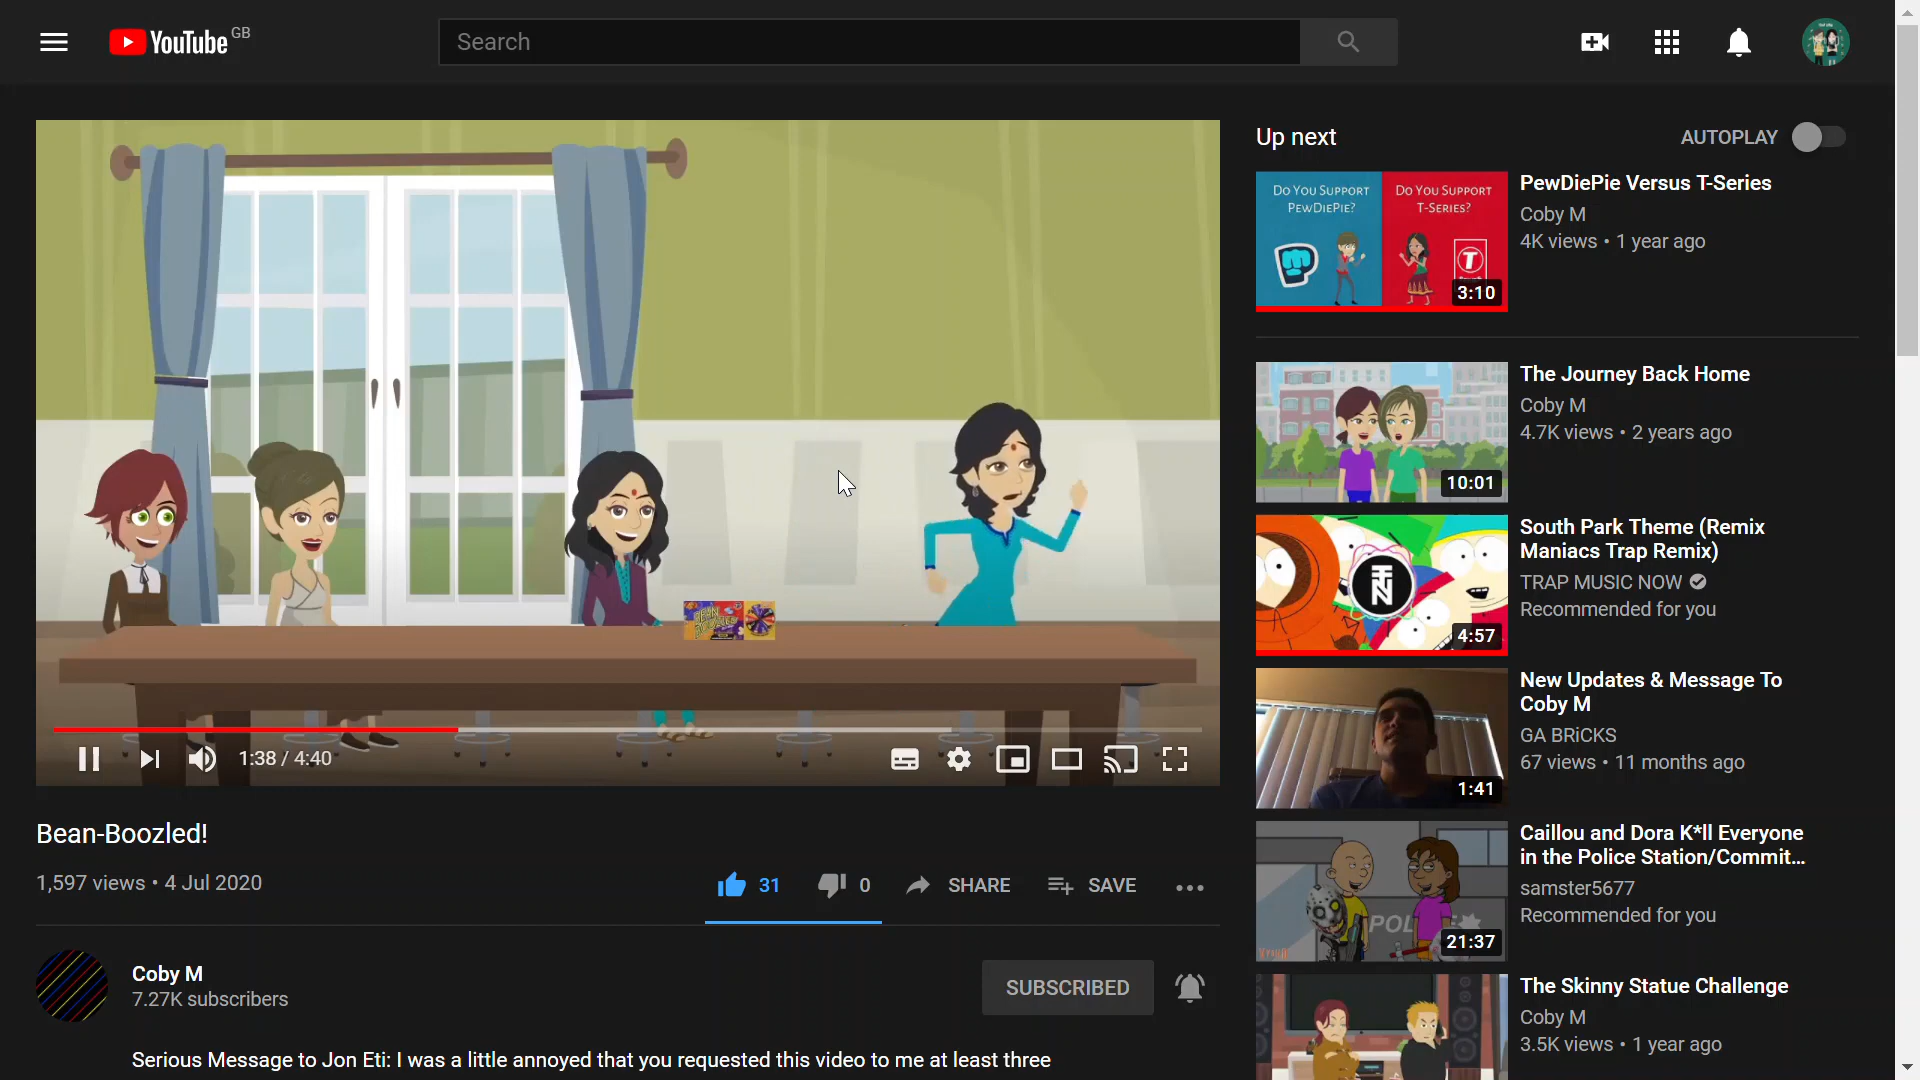 YouTube GB
Search
Up next
AUTOPLAY
DO YOU SUPPORT
PEWDIEPIE?
DO YOU SUPPORT
T-SERIES?
T
3:10
PewDiePie Versus T-Series
Coby M
4K views • 1 year ago
10:01
The Journey Back Home
Coby M
4.7K views • 2 years ago
4:57
South Park Theme (Remix
Maniacs Trap Remix)
TRAP MUSIC NOW
Recommended for you
1:41
New Updates & Message To
Coby M
GA BRiCKS
67 views • 11 months ago
21:37
Caillou and Dora K*ll Everyone
in the Police Station/Commit...
samster5677
Recommended for you
The Skinny Statue Challenge
Coby M
3.5K views • 1 year ago
BEAN
BOOZLED
1:38 / 4:40
Bean-Boozled!
1,597 views • 4 Jul 2020
31
0
SHARE
SAVE
Coby M
7.27K subscribers
SUBSCRIBED
Serious Message to Jon Eti: I was a little annoyed that you requested this video to me at least three